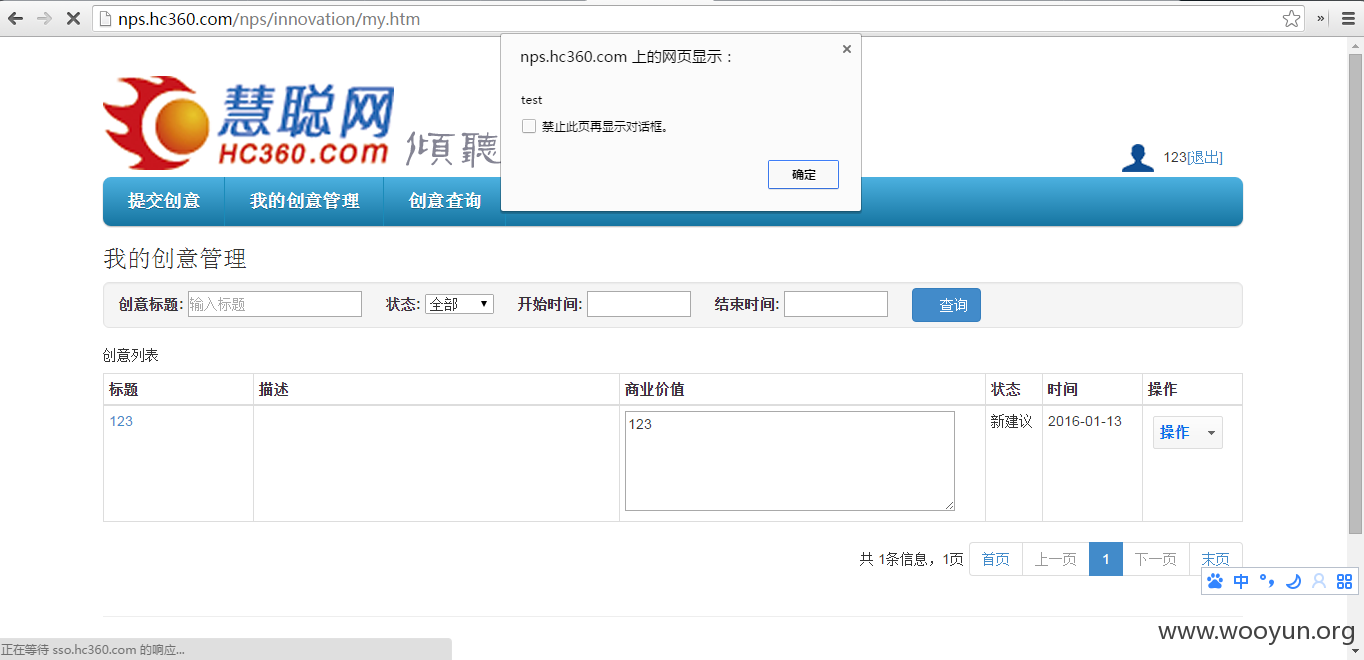 nps.hc360.com/nps/innovation/my.htm
»
nps.hc360.com 上的网页显示：
×
test
禁止此页再显示对话框。
确定
慧聪网
HC360.com
傾聽
123[退出]
提交创意 我的创意管理 创意查询
我的创意管理
创意标题: 输入标题 状态: 全部 开始时间: 结束时间: 查询
创意列表
标题 描述 商业价值 状态 时间 操作
123 123 新建议 2016-01-13 操作
共 1条信息，1页 首页 上一页 1 下一页 末页
中
www.wooyun.org
正在等待 sso.hc360.com 的响应...